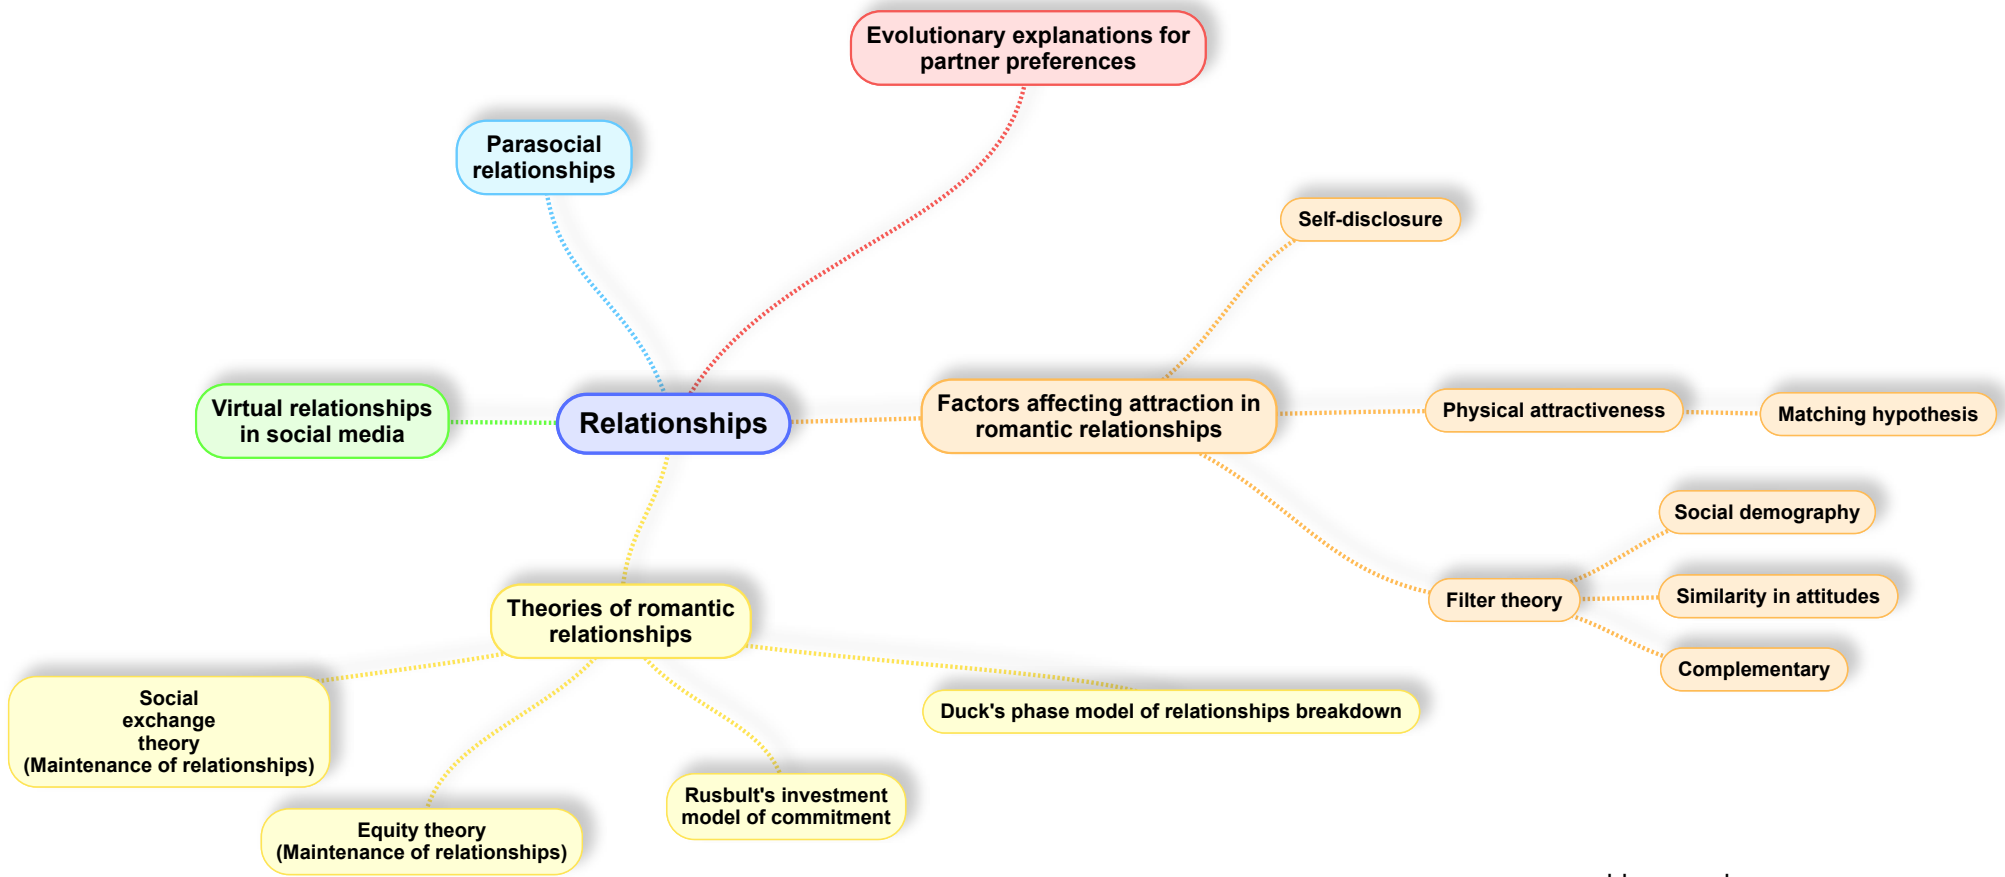 Evolutionary explanations for
partner preferences
Parasocial
relationships
Self-disclosure
Virtual relationships
in social media
Relationships
Factors affecting attraction in
romantic relationships
Physical attractiveness
Matching hypothesis
Social demography
Filter theory
Similarity in attitudes
Complementary
Theories of romantic
relationships
Social
exchange
theory
(Maintenance of relationships)
Duck's phase model of relationships breakdown
Rusbult's investment
model of commitment
Equity theory
(Maintenance of relationships)